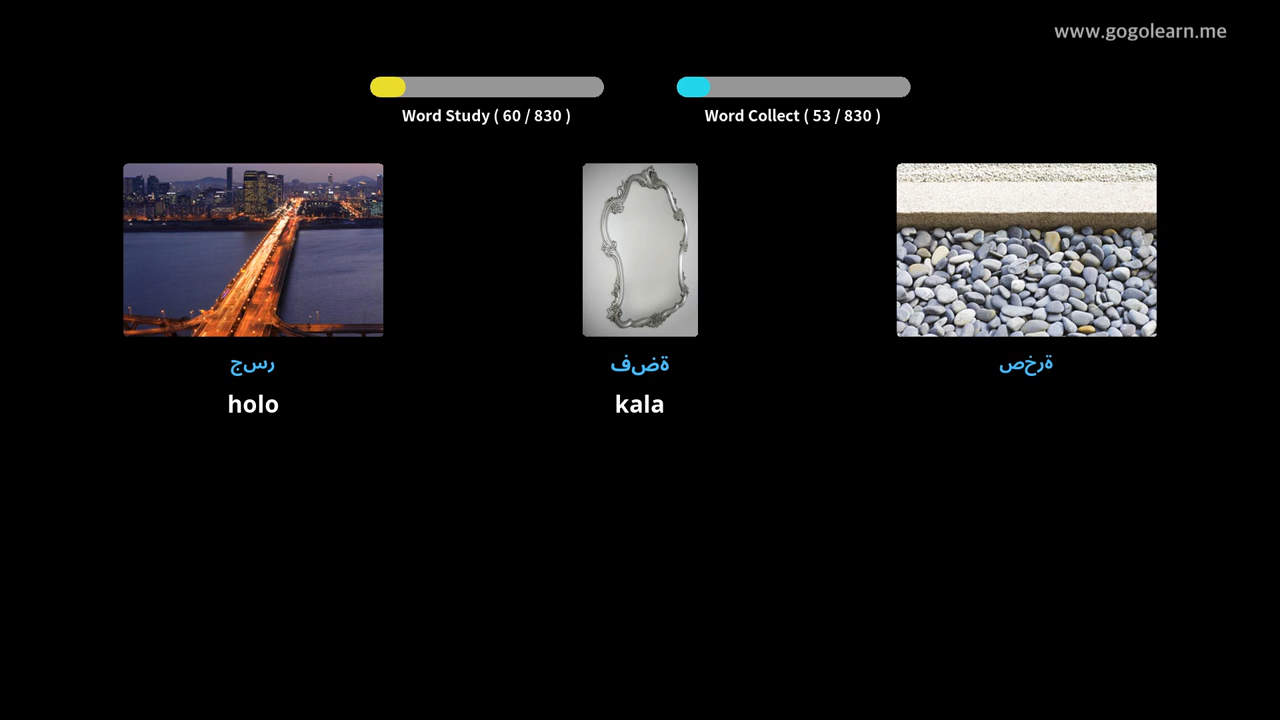 www.gogolearn.me
Word Study ( 60 / 830 )
Word Collect ( 53 / 830 )
رسج
holo
ةضف
kala
ةرخص